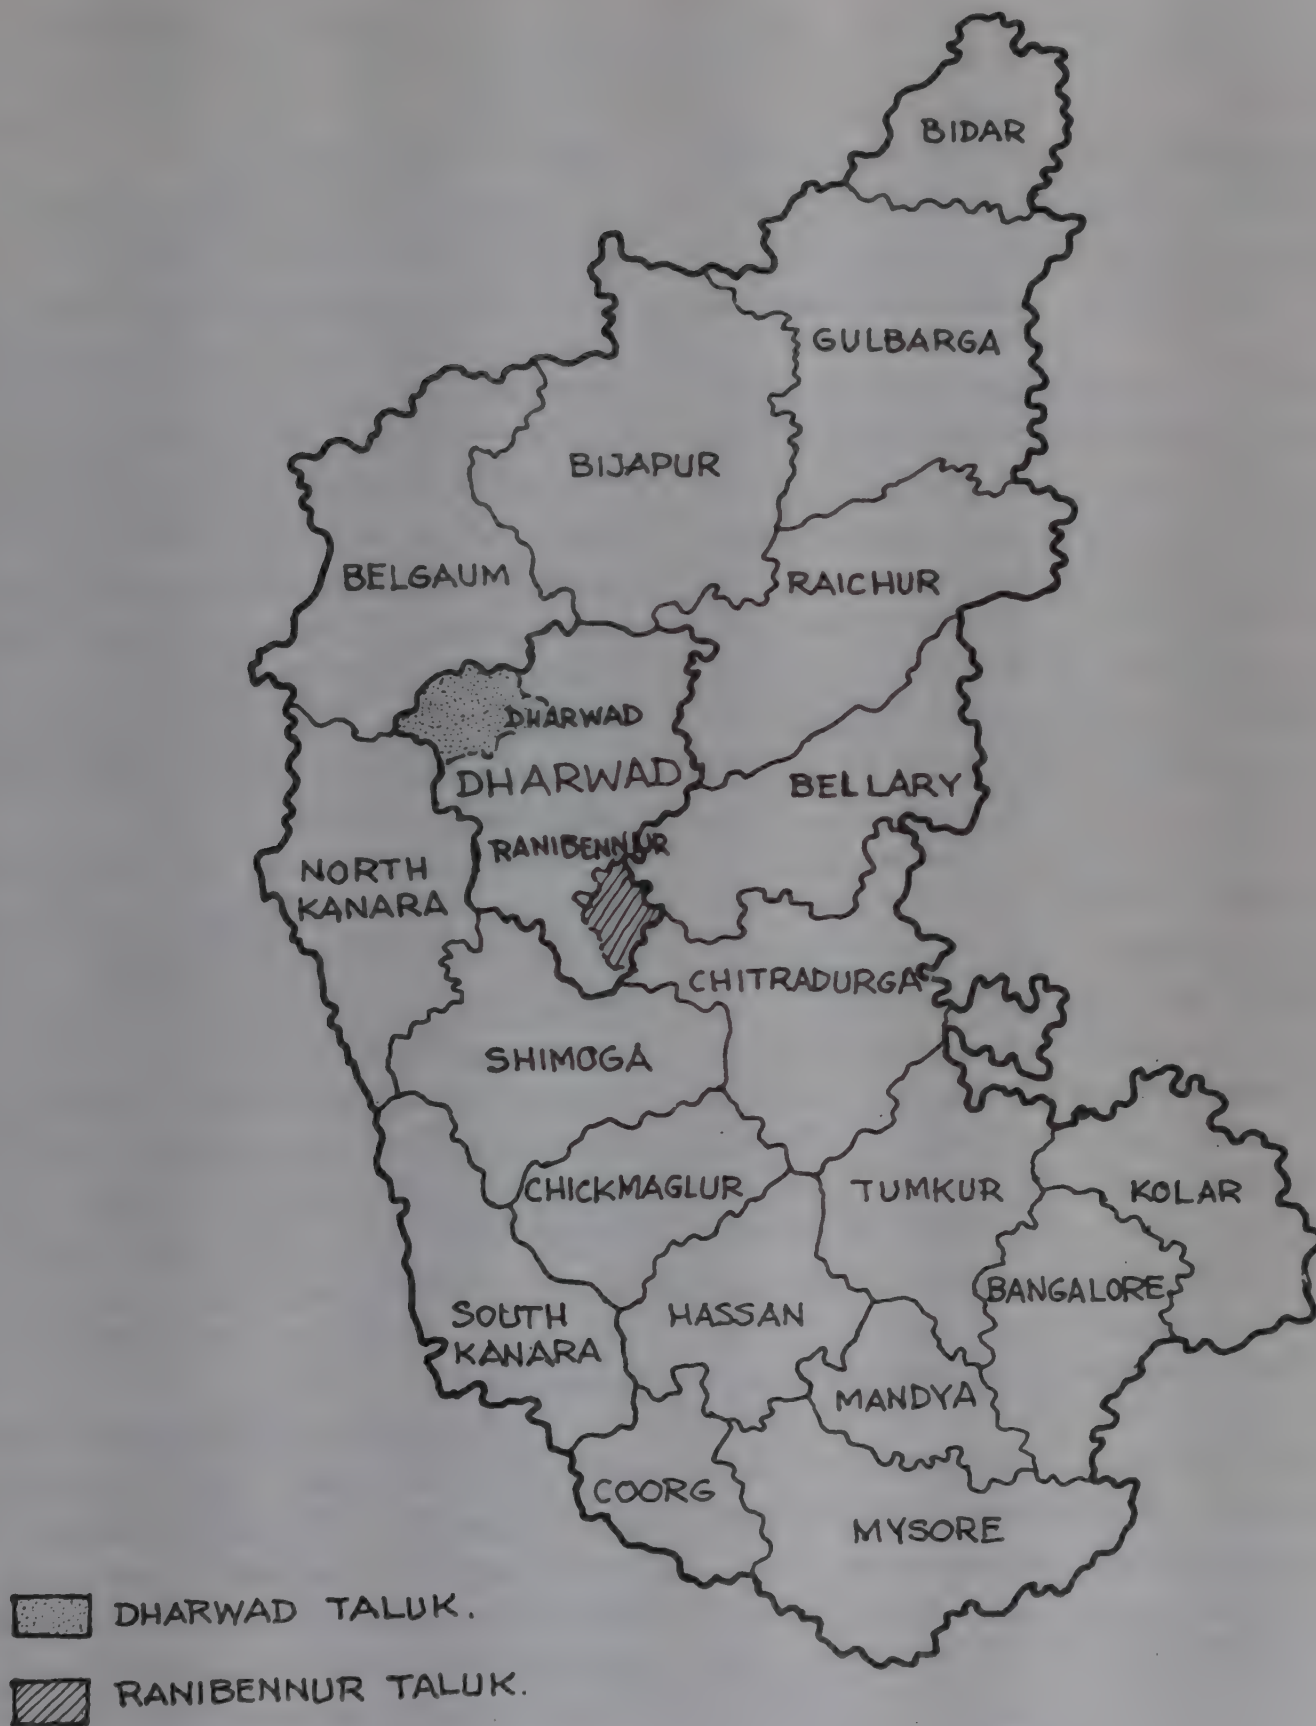 BIDAR
GULBARGA
BIJAPUR
BELGAUM
RAICHUR
DHARWAD
DHARWAD
BELLARY
RANIBENNUR
NORTH
KANARA
CHITRADURGA
SHIMOGA
CHICKMAGLUR
TUMKUR
KOLAR
BANGALORE
SOUTH
KANARA
HASSAN
MANDYA
COORG
MYSORE
DHARWAD TALUK.
RANIBENNUR TALUK.